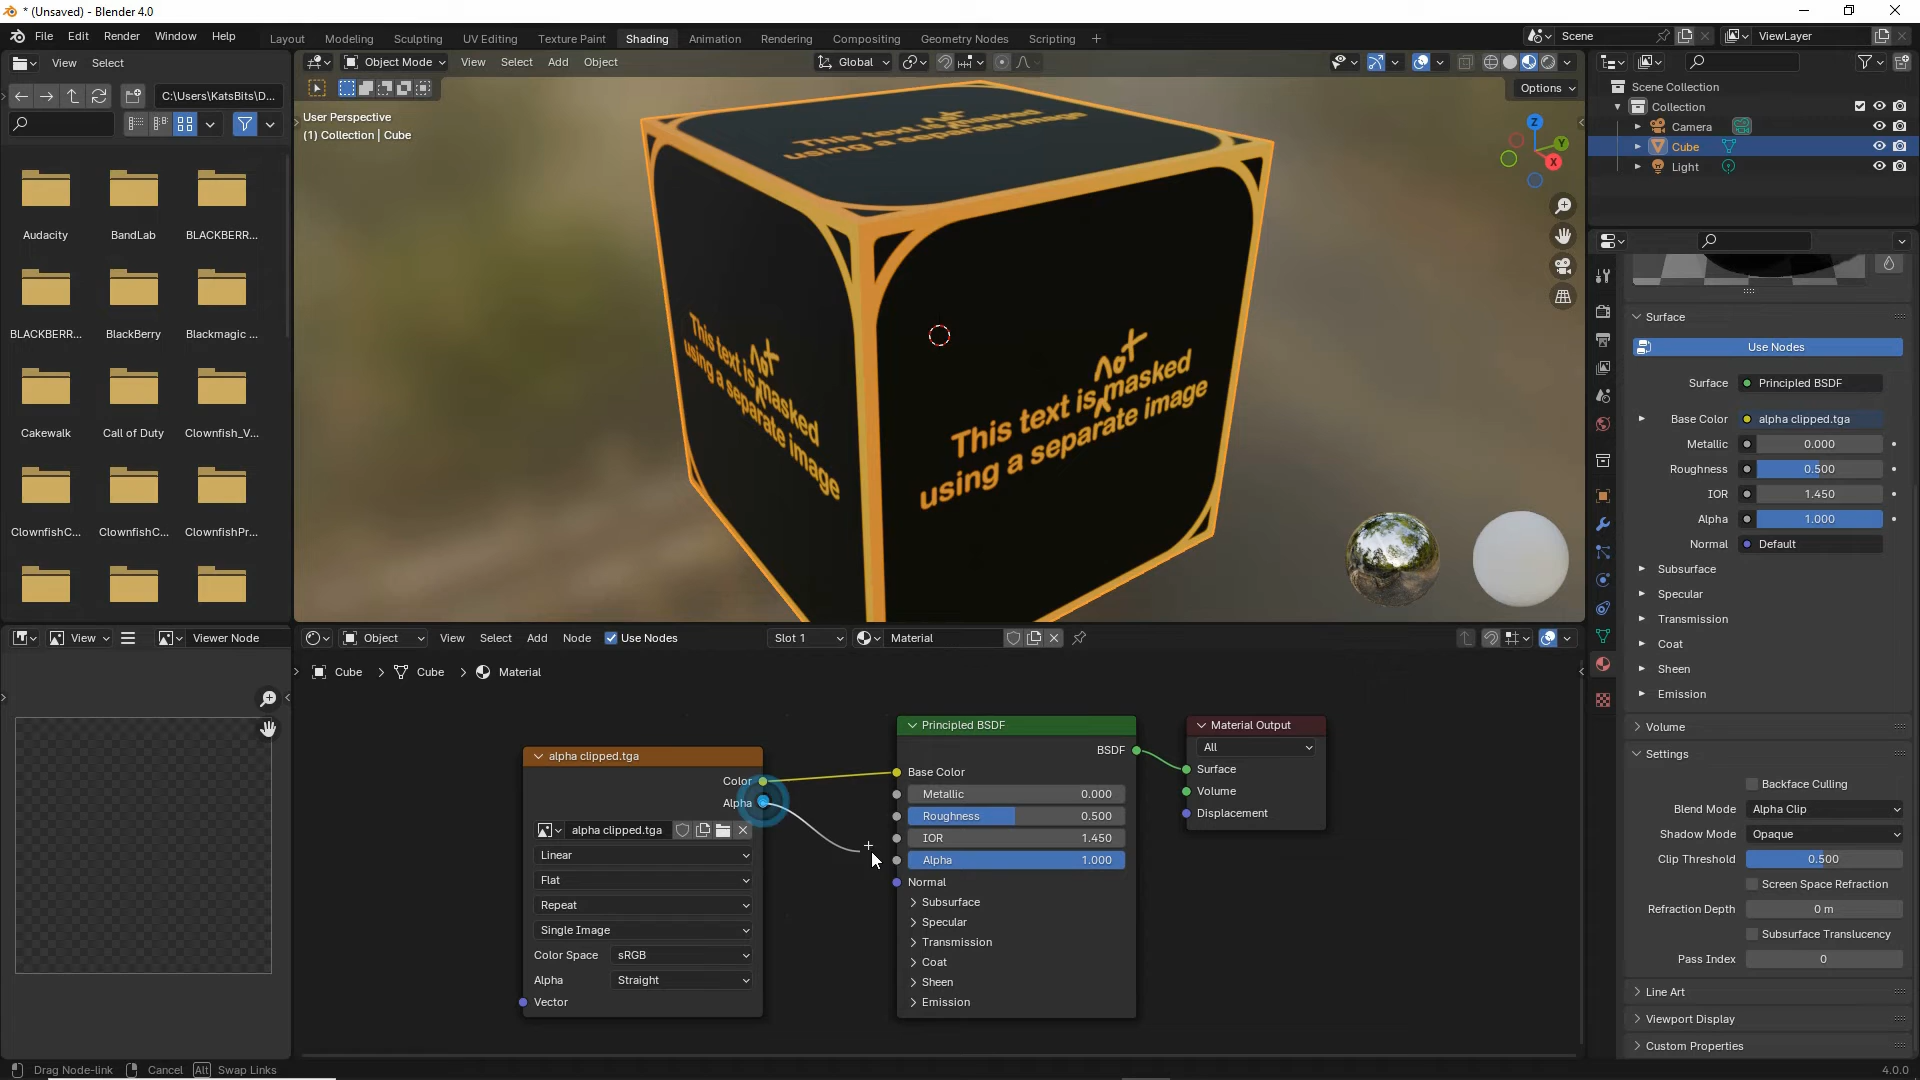 * (Unsaved) - Blender 4.0
File Edit Render Window Help
Layout Modeling Sculpting UV Editing Texture Paint Shading Animation Rendering Compositing Geometry Nodes Scripting +
Scene
ViewLayer
View Select
Object Mode View Select Add Object
Global
Options
C:\Users\KatsBits\D...
User Perspective
(1) Collection | Cube
Z
Y
X
This text is masked
using a separate image
This text is not masked
using a separate image
This text is not masked
using a separate image
Audacity BandLab BLACKBERR...
BLACKBERR... BlackBerry Blackmagic ...
Cakewalk Call of Duty Clownfish_V...
ClownfishC... ClownfishC... ClownfishPr...
Scene Collection
Collection
Camera
Cube
Light
Surface
Use Nodes
Surface Principled BSDF
Base Color alpha clipped.tga
Metallic 0.000
Roughness 0.500
IOR 1.450
Alpha 1.000
Normal Default
Subsurface
Specular
Transmission
Coat
Sheen
Emission
Volume
Settings
Backface Culling
Blend Mode Alpha Clip
Shadow Mode Opaque
Clip Threshold 0.500
Screen Space Refraction
Refraction Depth 0 m
Subsurface Translucency
Pass Index 0
Line Art
Viewport Display
Custom Properties
View Viewer Node
Object View Select Add Node Use Nodes Slot 1 Material
Cube > Cube > Material
alpha clipped.tga
Color
Alpha
alpha clipped.tga
Linear
Flat
Repeat
Single Image
Color Space sRGB
Alpha Straight
Vector
Principled BSDF
BSDF
Base Color
Metallic 0.000
Roughness 0.500
IOR 1.450
Alpha 1.000
Normal
Subsurface
Specular
Transmission
Coat
Sheen
Emission
Material Output
All
Surface
Volume
Displacement
Drag Node-link Cancel Alt Swap Links
4.0.0